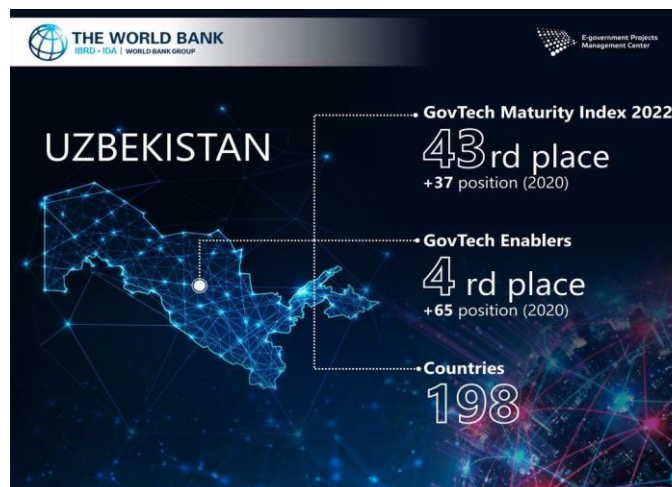 THE WORLD BANK
IBRD • IDA | WORLD BANK GROUP
E-government Projects
Management Center
UZBEKISTAN
GovTech Maturity Index 2022
43rd place
+37 position (2020)
GovTech Enablers
4 rd place
+65 position (2020)
Countries
198